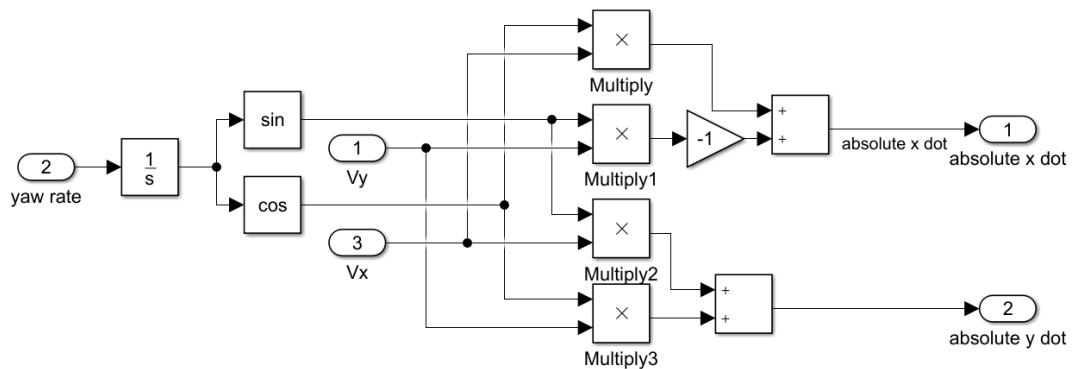 ×
Multiply
+
+
sin
1
Vy
×
Multiply1
-1
absolute x dot
1
absolute x dot
2
yaw rate
1
s
cos
3
Vx
×
Multiply2
+
+
×
Multiply3
2
absolute y dot